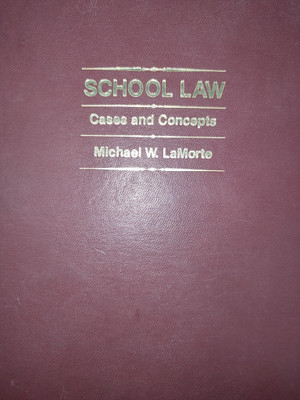 SCHOOL LAW
Cases and Concepts
Michael W. LaMorte